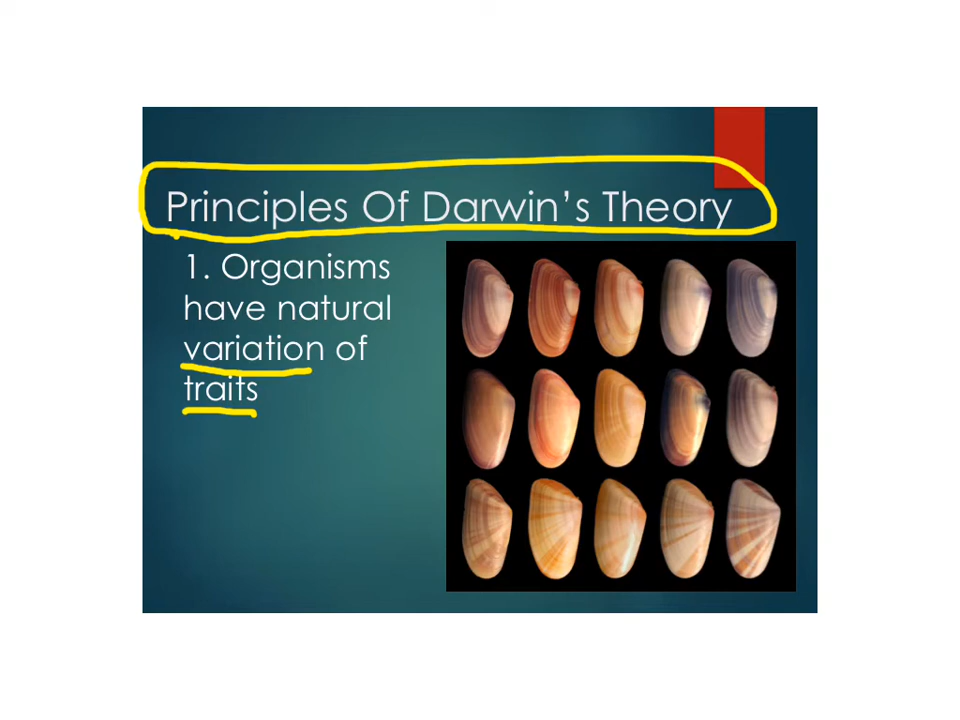 Principles Of Darwin's Theory
1. Organisms
have natural
variation of
traits